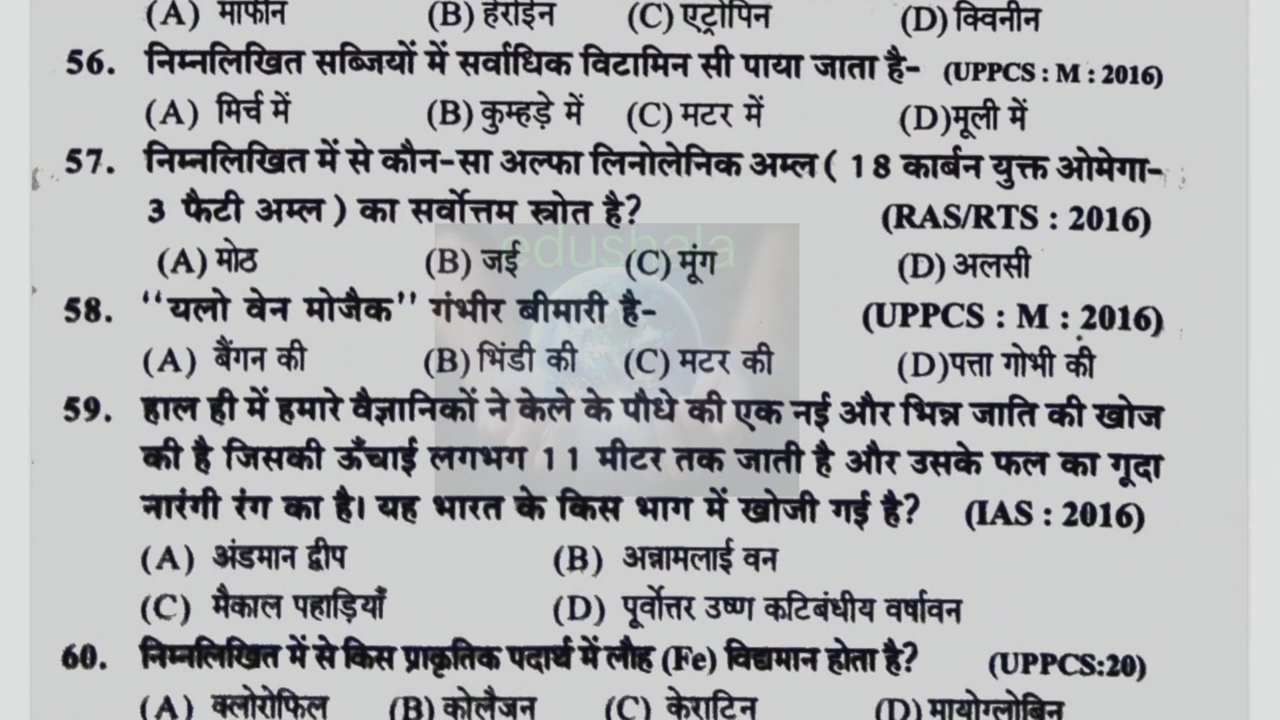 (A) मार्फीन (B) हेरोईन (C) एट्रोपिन (D) क्विनीन
56. निम्नलिखित सब्जियों में सर्वाधिक विटामिन सी पाया जाता है- (UPPCS : M : 2016)
(A) मिर्च में (B) कुम्हड़े में (C) मटर में (D)मूली में
57. निम्नलिखित में से कौन-सा अल्फा लिनोलेनिक अम्ल ( 18 कार्बन युक्त ओमेगा-
3 फैटी अम्ल ) का सर्वोत्तम स्त्रोत है? (RAS/RTS : 2016)
edushala
(A) मोठ (B) जई (C) मूंग (D) अलसी
58. “यलो वेन मोजैक” गंभीर बीमारी है- (UPPCS : M : 2016)
(A) बैंगन की (B) भिंडी की (C) मटर की (D)पत्ता गोभी की
59. हाल ही में हमारे वैज्ञानिकों ने केले के पौधे की एक नई और भिन्न जाति की खोज
की है जिसकी ऊँचाई लगभग 11 मीटर तक जाती है और उसके फल का गूदा
नारंगी रंग का है। यह भारत के किस भाग में खोजी गई है? (IAS : 2016)
(A) अंडमान द्वीप (B) अन्नामलाई वन
(C) मैकाल पहाड़ियाँ (D) पूर्वोत्तर उष्ण कटिबंधीय वर्षावन
60. निम्नलिखित में से किस प्राकृतिक पदार्थ में लौह (Fe) विद्यमान होता है? (UPPCS:20)
(A) क्लोरोफिल (B) कोलैजन (C) केराटिन (D) मायोग्लोबिन